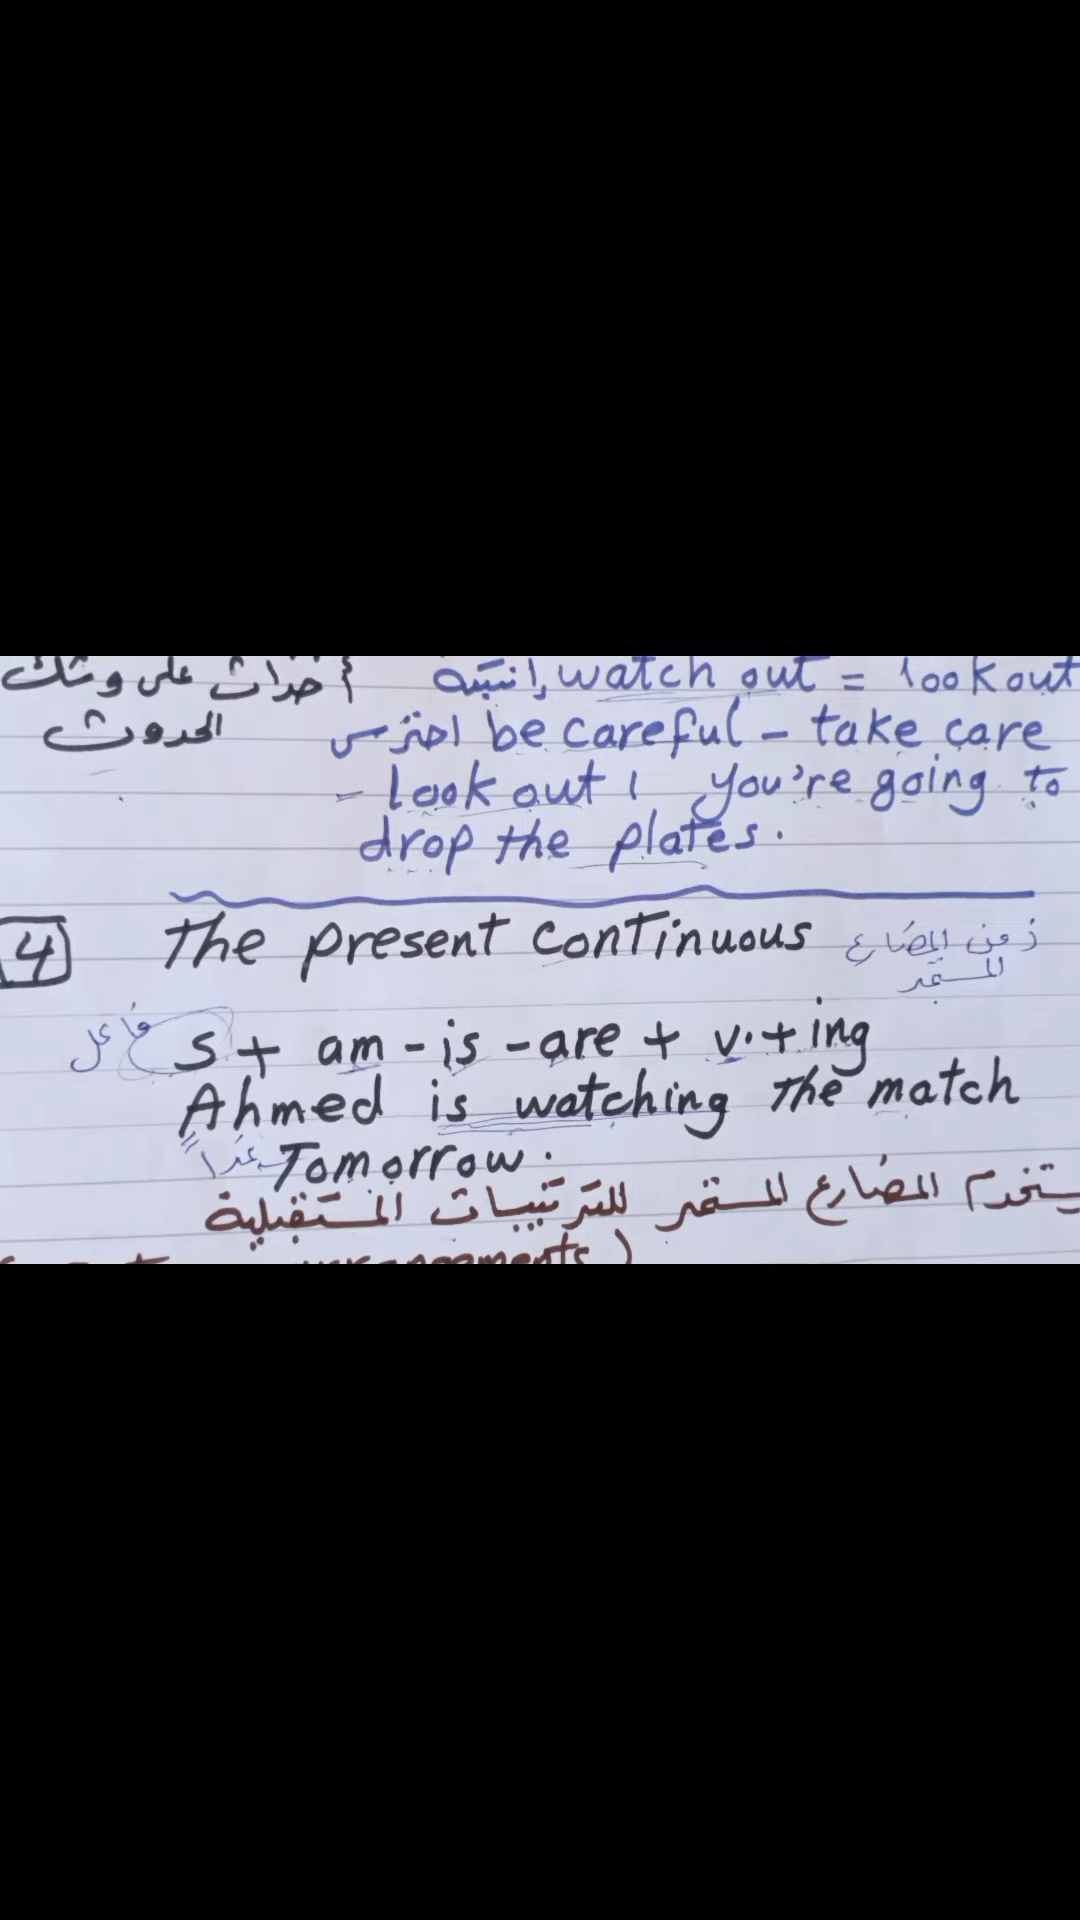 أحداث على وشك
الحدوث
انتبه, watch out = look out
احترس be careful - take care
- look out ! you're going to
drop the plates.
4 The present continuous زمن المضارع
المستمر
فاعل s + am - is - are + v. + ing
Ahmed is watching the match
غداً Tomorrow.
يستخدم المضارع المستمر للترتيبات المستقبلية
arrangements )